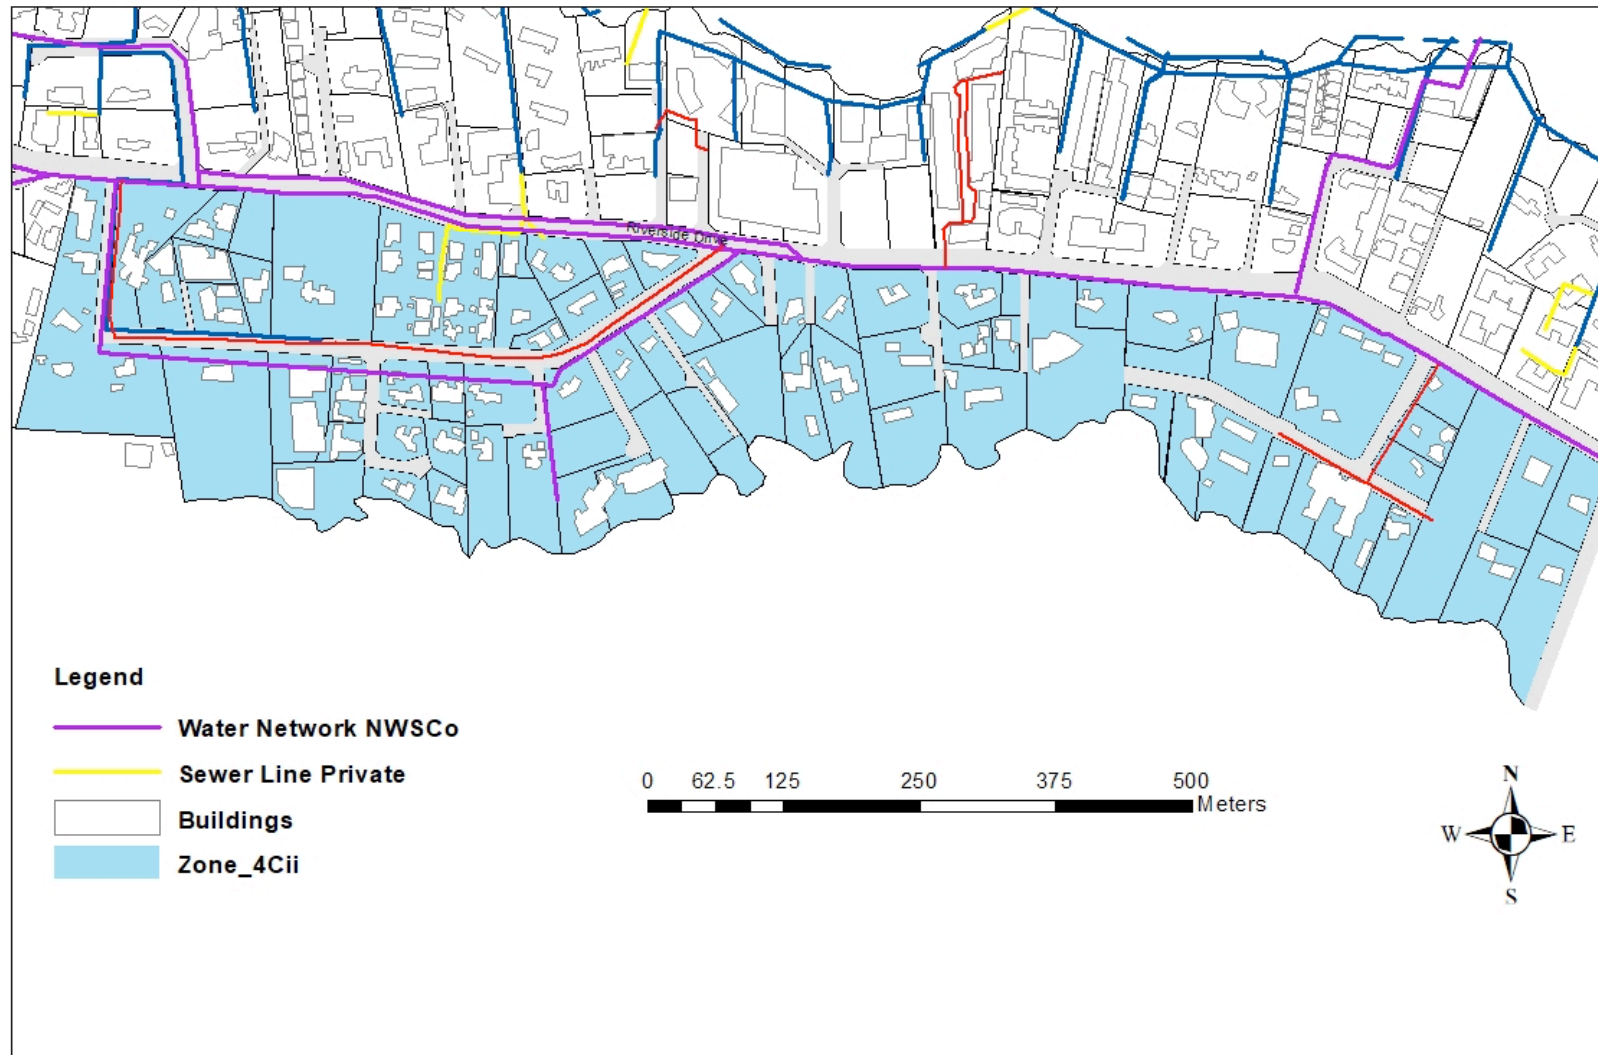 Riverside Drive
Legend
Water Network NWSCo
Sewer Line Private
Buildings
Zone_4Cii
0 62.5 125 250 375 500
Meters
N
W E
S